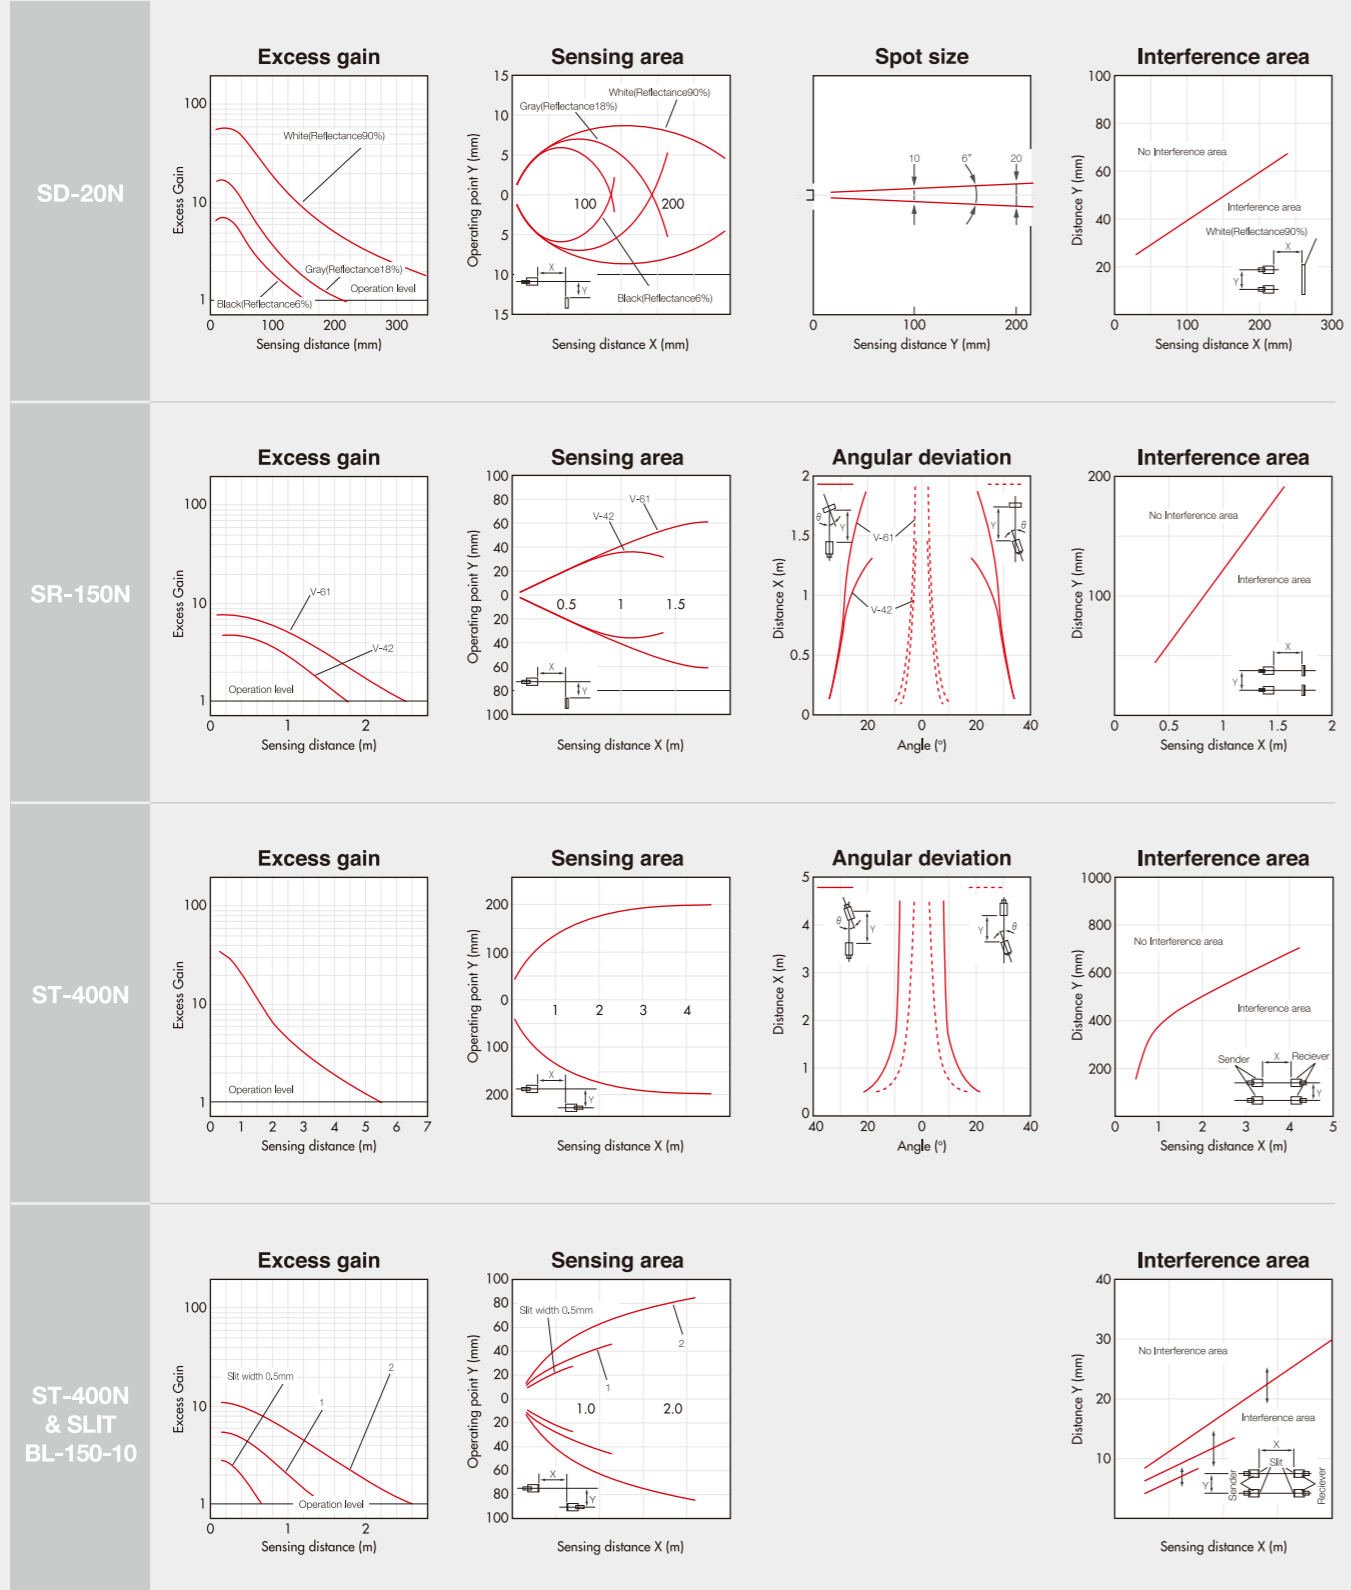 SD-20N
Excess gain
Excess Gain
100
10
1
White(Reflectance90%)
Gray(Reflectance18%)
Operation level
Black(Reflectance6%)
0 100 200 300
Sensing distance (mm)
Sensing area
Operating point Y (mm)
15
10
5
0
5
10
15
White(Reflectance90%)
Gray(Reflectance18%)
100 200
X
Y
Black(Reflectance6%)
Sensing distance X (mm)
Spot size
10 6° 20
0 100 200
Sensing distance Y (mm)
Interference area
Distance Y (mm)
100
80
60
40
20
No Interference area
Interference area
White(Reflectance90%)
X
Y
0 100 200 300
Sensing distance X (mm)
SR-150N
Excess gain
Excess Gain
100
10
1
V-61
V-42
Operation level
0 1 2
Sensing distance (m)
Sensing area
Operating point Y (mm)
100
80
60
40
20
0
20
40
60
80
100
V-61
V-42
0.5 1 1.5
X
Y
Sensing distance X (m)
Angular deviation
Distance X (m)
2
1.5
1
0.5
0
θ
Y
Y
θ
V-61
V-42
20 0 20 40
Angle (°)
Interference area
Distance Y (mm)
200
100
No Interference area
Interference area
X
Y
0 0.5 1 1.5 2
Sensing distance X (m)
ST-400N
Excess gain
Excess Gain
100
10
1
Operation level
0 1 2 3 4 5 6 7
Sensing distance (m)
Sensing area
Operating point Y (mm)
200
100
0
100
200
1 2 3 4
X
Y
Sensing distance X (m)
Angular deviation
Distance X (m)
5
4
3
2
1
0
θ
Y
Y
θ
40 20 0 20 40
Angle (°)
Interference area
Distance Y (mm)
1000
800
600
400
200
No Interference area
Interference area
Sender X Reciever
Y
0 1 2 3 4 5
Sensing distance X (m)
ST-400N
& SLIT
BL-150-10
Excess gain
Excess Gain
100
10
1
Slit width 0.5mm
1
2
Operation level
0 1 2
Sensing distance (m)
Sensing area
Operating point Y (mm)
100
80
60
40
20
0
20
40
60
80
100
Slit width 0.5mm
2
1
1.0 2.0
X
Y
Sensing distance X (m)
Interference area
Distance Y (mm)
40
30
20
10
No Interference area
Interference area
X
Slit
Y
Sender
Reciever
Sensing distance X (m)